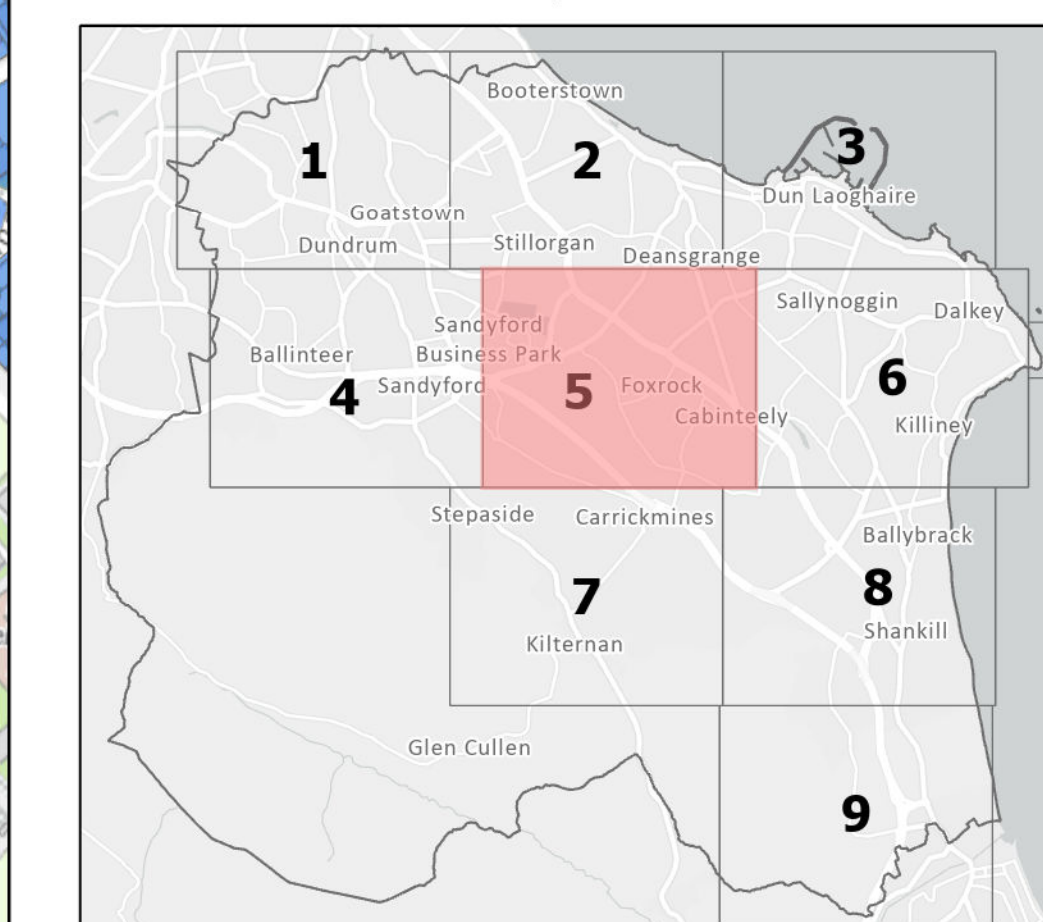 Booterstown
1
2
3
Dun Laoghaire
Goatstown
Dundrum
Stillorgan
Deansgrange
Sallynoggin
Dalkey
Sandyford
Business Park
Ballinteer
Sandyford
4
5
Foxrock
Cabinteely
6
Killiney
Stepaside
Carrickmines
Ballybrack
7
8
Kilternan
Shankill
Glen Cullen
9